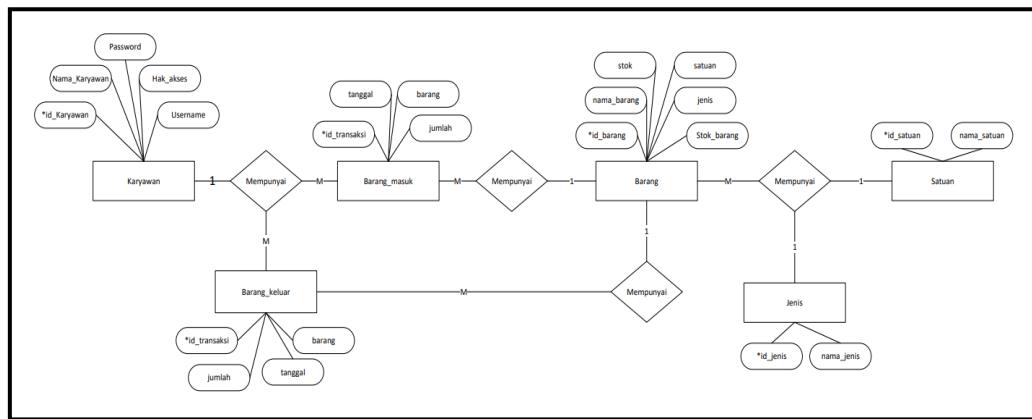 Password
Nama_Karyawan
Hak_akses
*id_Karyawan
Username
Karyawan
1
Mempunyai
M
tanggal
barang
*id_transaksi
jumlah
Barang_masuk
M
Mempunyai
1
stok
satuan
nama_barang
jenis
*id_barang
Stok_barang
Barang
M
Mempunyai
1
*id_satuan
nama_satuan
Satuan
M
1
1
Barang_keluar
M
Mempunyai
Jenis
*id_transaksi
barang
jumlah
tanggal
*id_jenis
nama_jenis